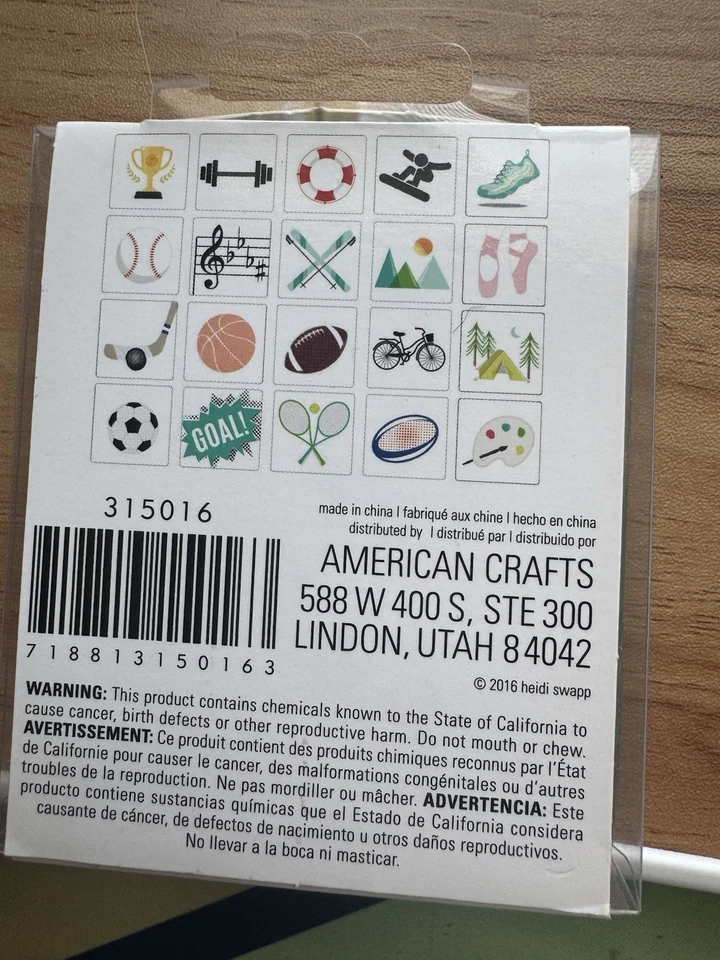 GOAL!
315016
7 18813 15016 3
made in china | fabriqué aux chine | hecho en china
distributed by | distribué par | distribuido por
AMERICAN CRAFTS
588 W 400 S, STE 300
LINDON, UTAH 84042
© 2016 heidi swapp
WARNING: This product contains chemicals known to the State of California to
cause cancer, birth defects or other reproductive harm. Do not mouth or chew.
AVERTISSEMENT: Ce produit contient des produits chimiques reconnus par l'État
de Californie pour causer le cancer, des malformations congénitales ou d'autres
troubles de la reproduction. Ne pas mordiller ou mâcher. ADVERTENCIA: Este
producto contiene sustancias químicas que el Estado de California considera
causante de cáncer, de defectos de nacimiento u otros daños reproductivos.
No llevar a la boca ni masticar.